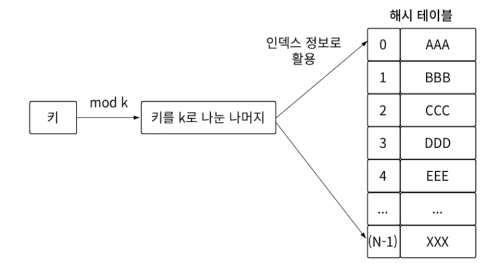 해시 테이블
인덱스 정보로
활용
키
mod k
키를 k로 나눈 나머지
0 AAA
1 BBB
2 CCC
3 DDD
4 EEE
... ...
(N-1) XXX